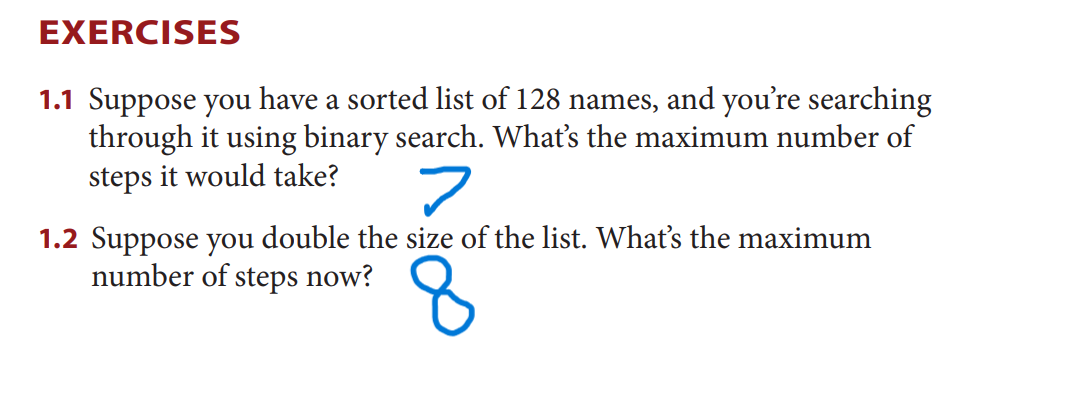 EXERCISES
1.1 Suppose you have a sorted list of 128 names, and you’re searching
through it using binary search. What’s the maximum number of
steps it would take?
7
1.2 Suppose you double the size of the list. What’s the maximum
number of steps now?
8